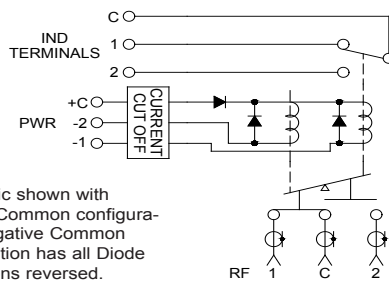 C
IND
TERMINALS
1
2
+C
PWR
-2
-1
CURRENT
CUT OFF
ic shown with
Common configura-
gative Common
tion has all Diode
ns reversed.
RF 1 C 2